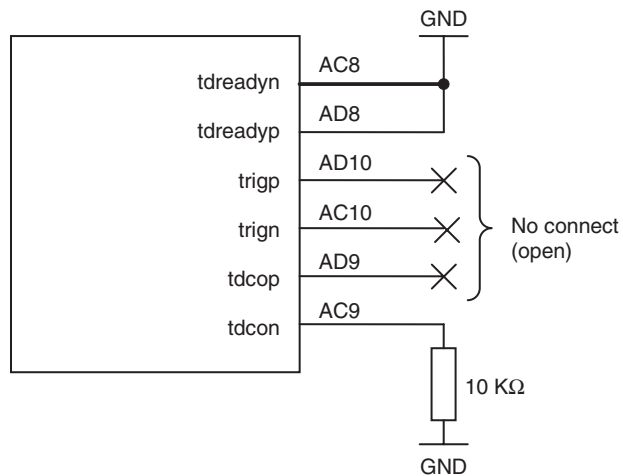 GND
tdreadyn AC8
tdreadyp AD8
trigp AD10
trign AC10
No connect
(open)
tdcop AD9
tdcon AC9
10 KΩ
GND